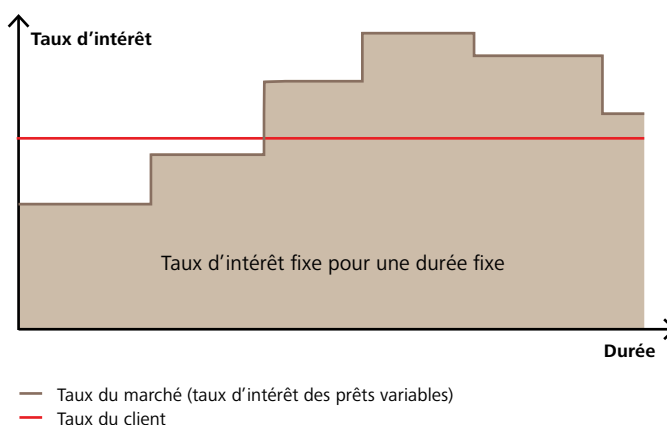 Taux d’intérêt
Taux d’intérêt fixe pour une durée fixe
Durée
Taux du marché (taux d’intérêt des prêts variables)
Taux du client